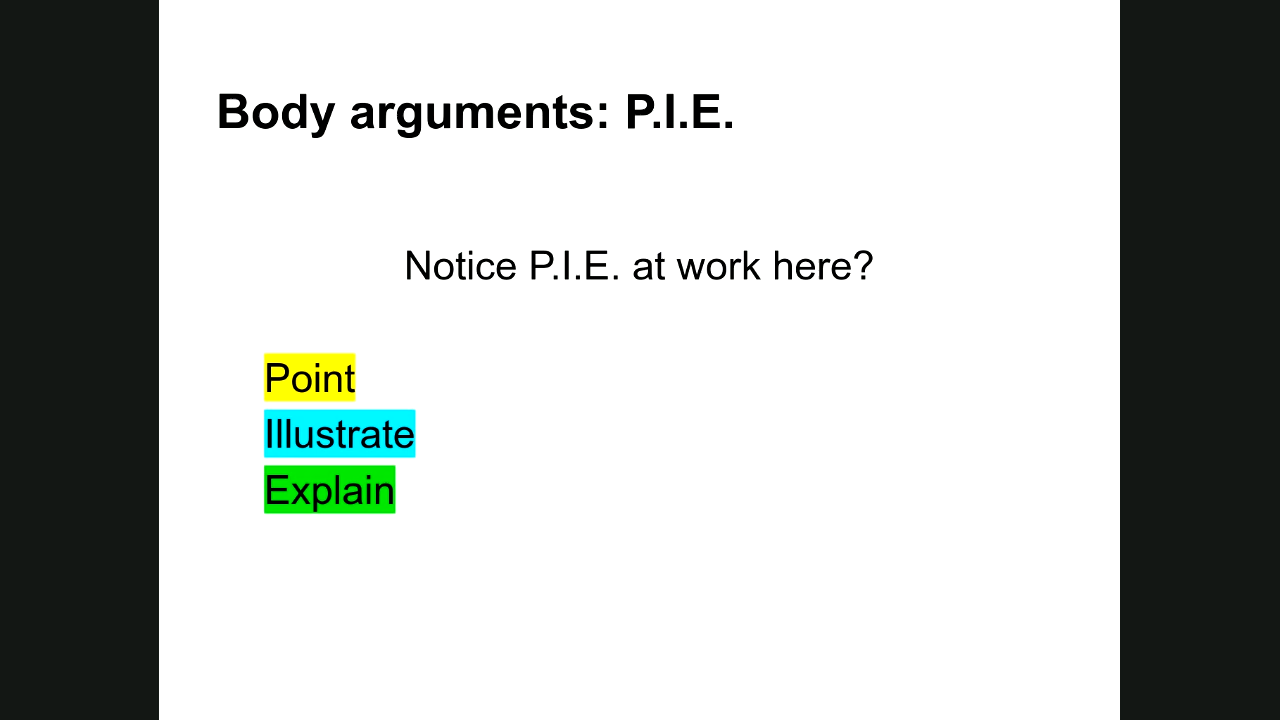 Body arguments: P.I.E.
Notice P.I.E. at work here?
Point
Illustrate
Explain